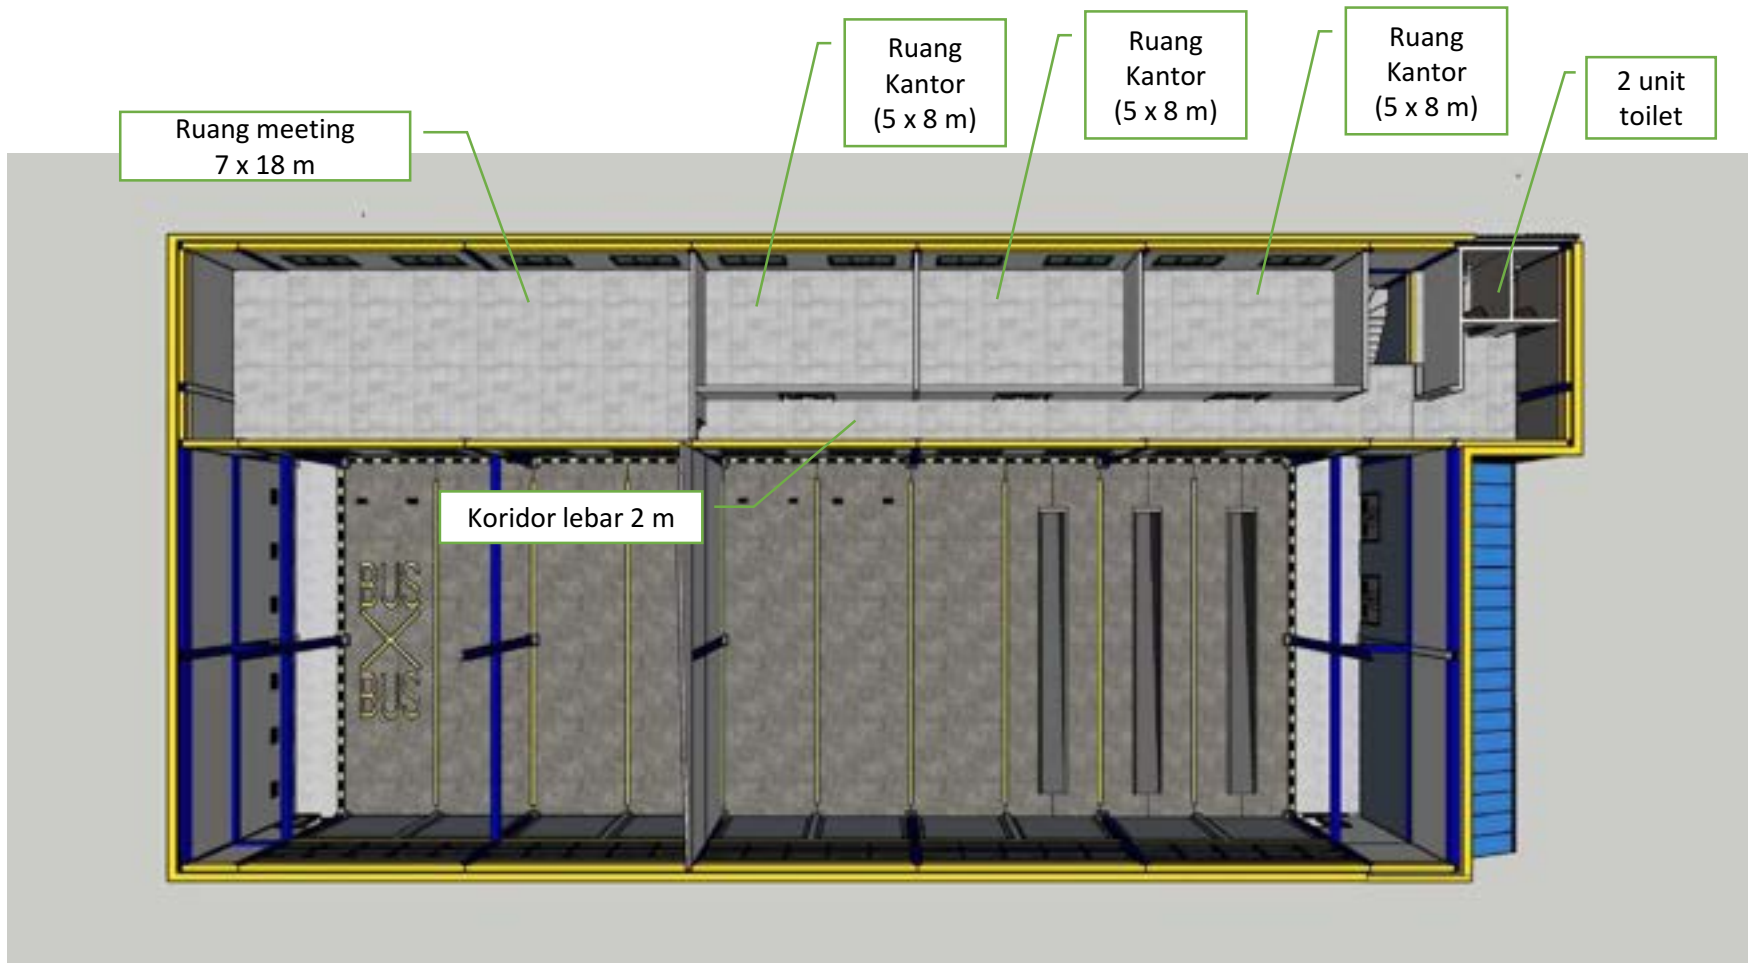 Ruang
Kantor
(5 x 8 m)
Ruang
Kantor
(5 x 8 m)
Ruang
Kantor
(5 x 8 m)
2 unit
toilet
Ruang meeting
7 x 18 m
Koridor lebar 2 m
BUS
BUS